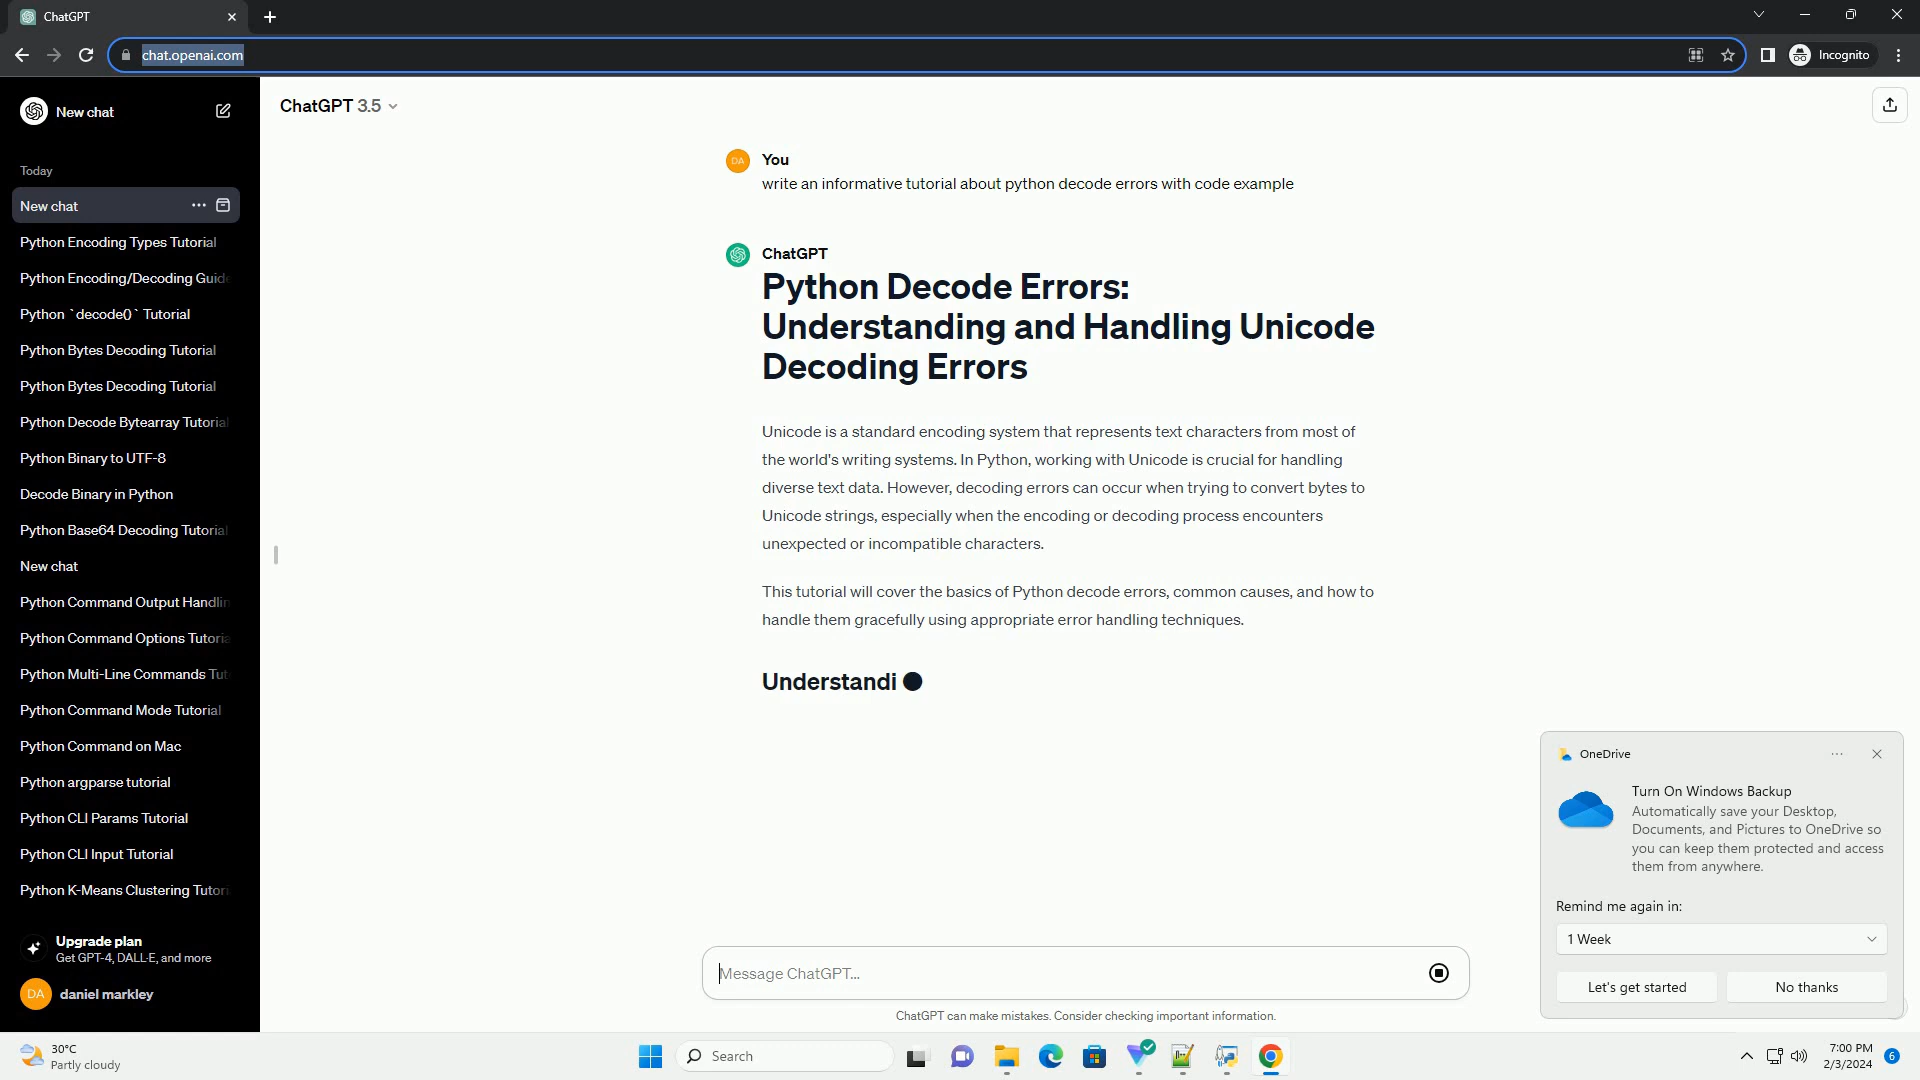 ChatGPT
chat.openai.com
Incognito
New chat
Today
New chat
Python Encoding Types Tutorial
Python Encoding/Decoding Guide
Python `decode()` Tutorial
Python Bytes Decoding Tutorial
Python Bytes Decoding Tutorial
Python Decode Bytearray Tutorial
Python Binary to UTF-8
Decode Binary in Python
Python Base64 Decoding Tutorial
New chat
Python Command Output Handlin
Python Command Options Tutoria
Python Multi-Line Commands Tut
Python Command Mode Tutorial
Python Command on Mac
Python argparse tutorial
Python CLI Params Tutorial
Python CLI Input Tutorial
Python K-Means Clustering Tutori
Upgrade plan
Get GPT-4, DALL·E, and more
DA
daniel markley
ChatGPT 3.5
DA
You
write an informative tutorial about python decode errors with code example
ChatGPT
Python Decode Errors:
Understanding and Handling Unicode
Decoding Errors
Unicode is a standard encoding system that represents text characters from most of
the world's writing systems. In Python, working with Unicode is crucial for handling
diverse text data. However, decoding errors can occur when trying to convert bytes to
Unicode strings, especially when the encoding or decoding process encounters
unexpected or incompatible characters.
This tutorial will cover the basics of Python decode errors, common causes, and how to
handle them gracefully using appropriate error handling techniques.
Understandi
Message ChatGPT...
ChatGPT can make mistakes. Consider checking important information.
OneDrive
Turn On Windows Backup
Automatically save your Desktop,
Documents, and Pictures to OneDrive so
you can keep them protected and access
them from anywhere.
Remind me again in:
1 Week
Let's get started
No thanks
30°C
Partly cloudy
Search
7:00 PM
2/3/2024
6